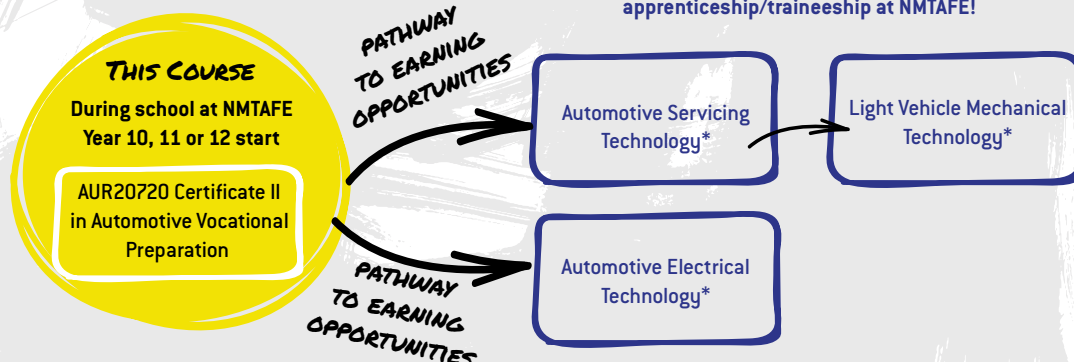 apprenticeship/traineeship at NMTAFE!
THIS COURSE
During school at NMTAFE
Year 10, 11 or 12 start
AUR20720 Certificate II
in Automotive Vocational
Preparation
PATHWAY
TO EARNING
OPPORTUNITIES
Automotive Servicing
Technology*
Light Vehicle Mechanical
Technology*
PATHWAY
TO EARNING
OPPORTUNITIES
Automotive Electrical
Technology*